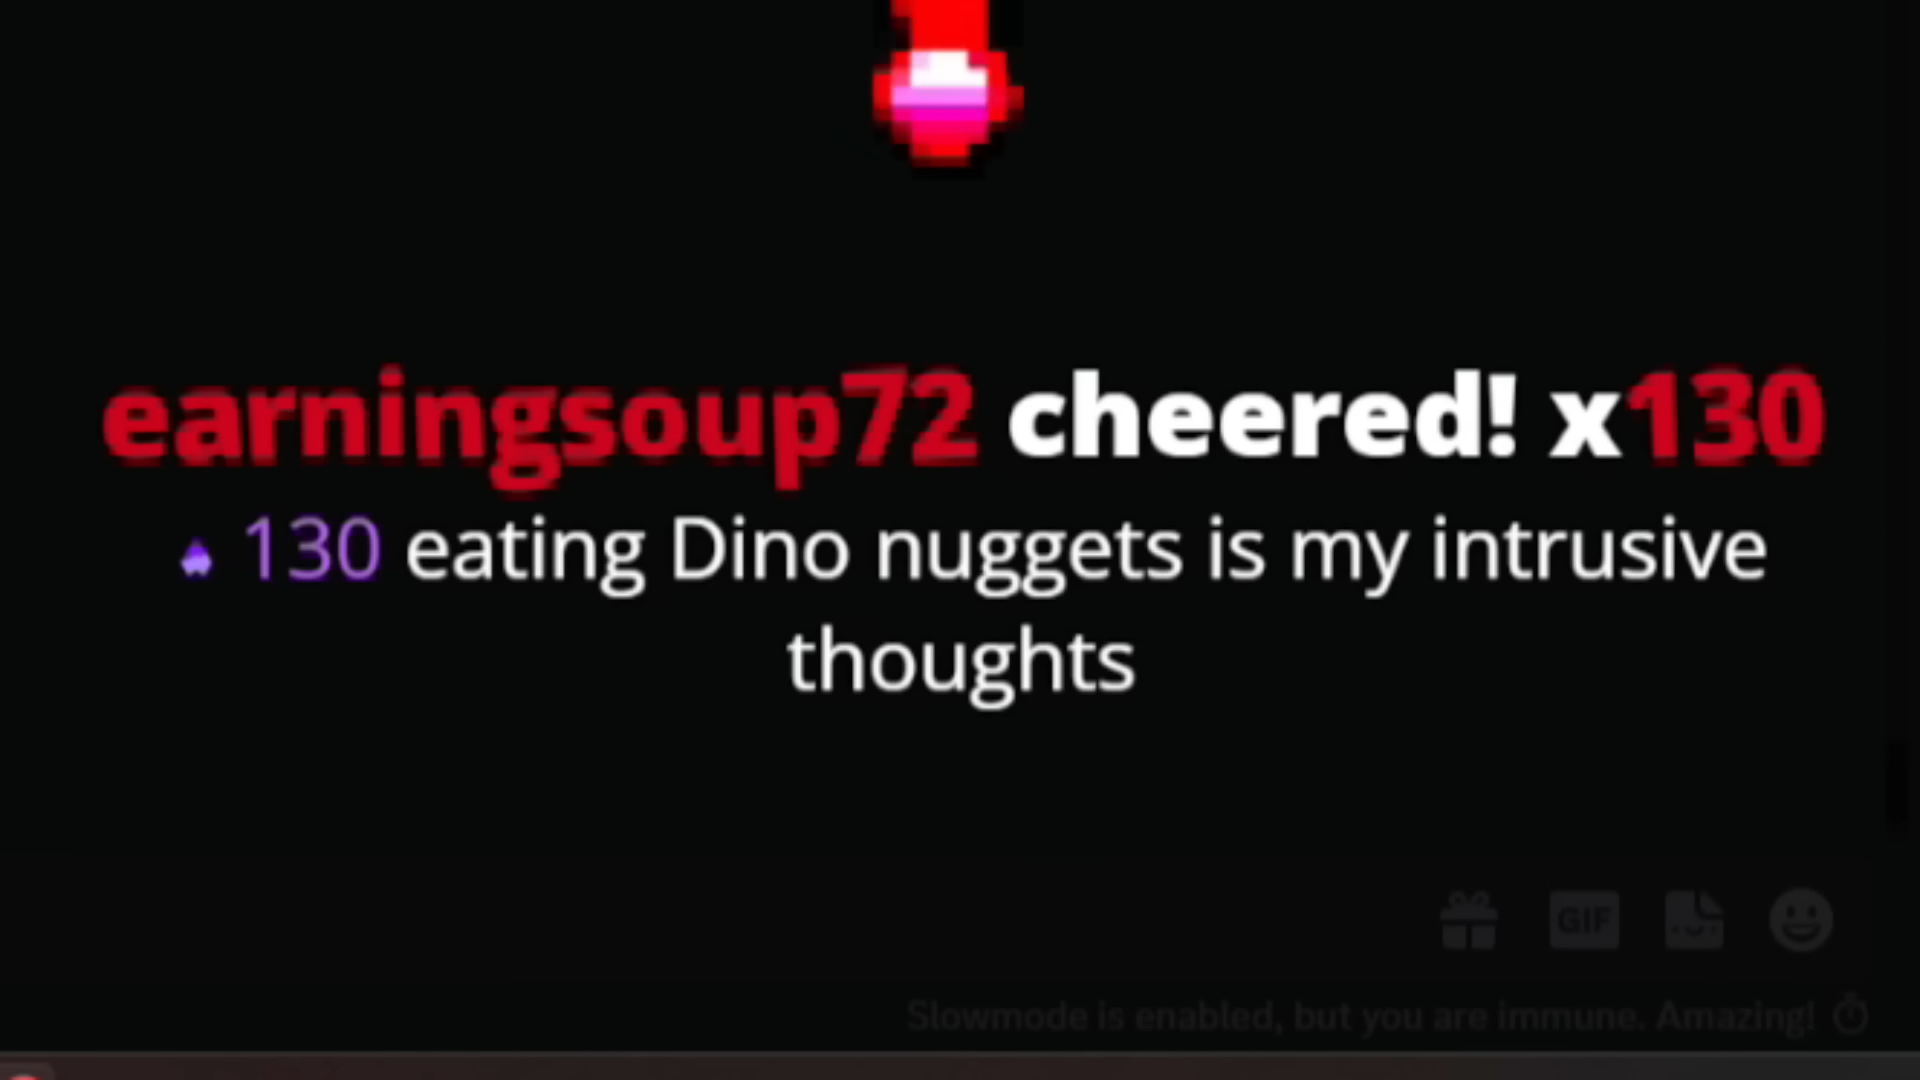 earningsoup72 cheered! x130
130 eating Dino nuggets is my intrusive
thoughts
GIF
Slowmode is enabled, but you are immune. Amazing!